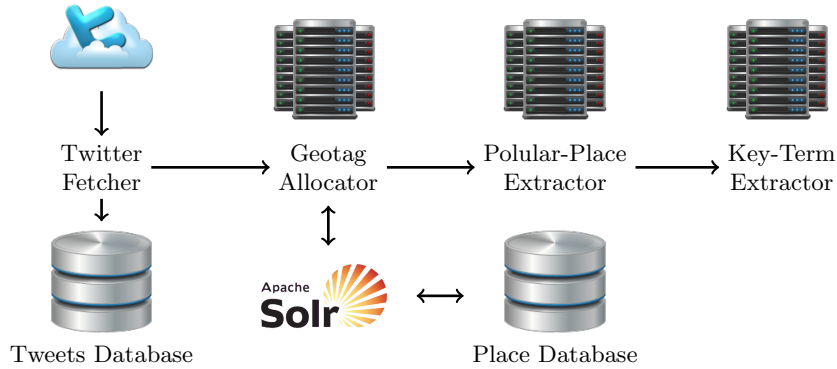 Twitter
Fetcher
Geotag
Allocator
Polular-Place
Extractor
Key-Term
Extractor
Apache
Solr
Tweets Database
Place Database